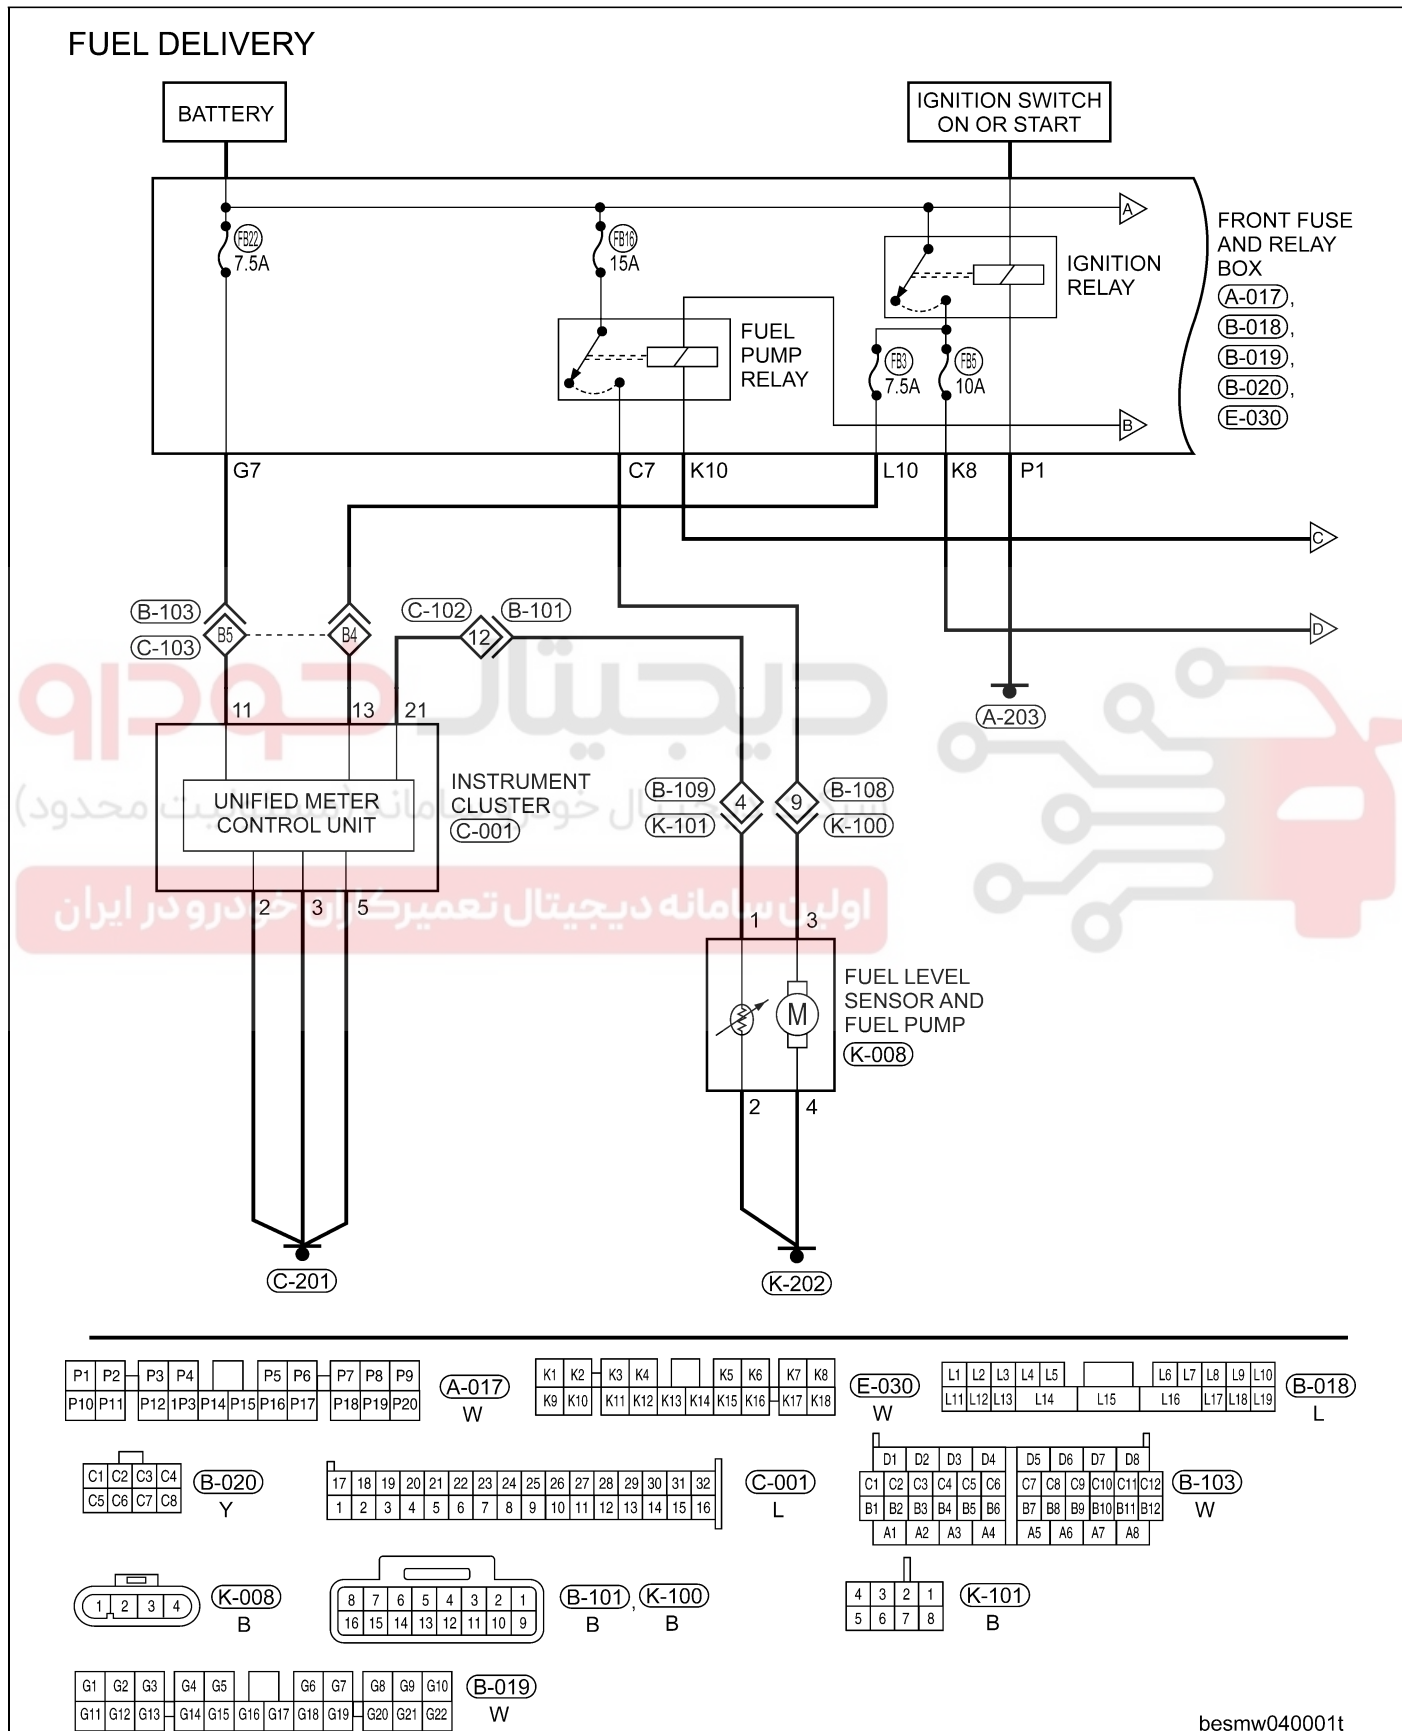 FUEL DELIVERY
BATTERY
IGNITION SWITCH
ON OR START
A
FB22
7.5A
FB16
15A
IGNITION
RELAY
FRONT FUSE
AND RELAY
BOX
A-017,
B-018,
B-019,
B-020,
E-030
FUEL
PUMP
RELAY
FB3
7.5A
FB5
10A
B
G7
C7
K10
L10
K8
P1
C
B-103
C-103
B5
B4
C-102
B-101
12
D
دیجیتال خودرو
A-203
11
13
21
UNIFIED METER
CONTROL UNIT
INSTRUMENT
CLUSTER
C-001
شرکت دیجیتال خودرو سامانه (مسئولیت محدود)
B-109
K-101
4
9
B-108
K-100
اولین سامانه دیجیتال تعمیرکاران خودرو در ایران
2
3
5
1
3
M
FUEL LEVEL
SENSOR AND
FUEL PUMP
K-008
2
4
C-201
K-202
P1 P2 P3 P4 P5 P6 P7 P8 P9
P10 P11 P12 1P3 P14 P15 P16 P17 P18 P19 P20
A-017
W
K1 K2 K3 K4 K5 K6 K7 K8
K9 K10 K11 K12 K13 K14 K15 K16 K17 K18
E-030
W
L1 L2 L3 L4 L5 L6 L7 L8 L9 L10
L11 L12 L13 L14 L15 L16 L17 L18 L19
B-018
L
C1 C2 C3 C4
C5 C6 C7 C8
B-020
Y
17 18 19 20 21 22 23 24 25 26 27 28 29 30 31 32
1 2 3 4 5 6 7 8 9 10 11 12 13 14 15 16
C-001
L
D1 D2 D3 D4 D5 D6 D7 D8
C1 C2 C3 C4 C5 C6 C7 C8 C9 C10 C11 C12
B1 B2 B3 B4 B5 B6 B7 B8 B9 B10 B11 B12
A1 A2 A3 A4 A5 A6 A7 A8
B-103
W
1 2 3 4
K-008
B
8 7 6 5 4 3 2 1
16 15 14 13 12 11 10 9
B-101, K-100
B B
4 3 2 1
5 6 7 8
K-101
B
G1 G2 G3 G4 G5 G6 G7 G8 G9 G10
G11 G12 G13 G14 G15 G16 G17 G18 G19 G20 G21 G22
B-019
W
besmw040001t